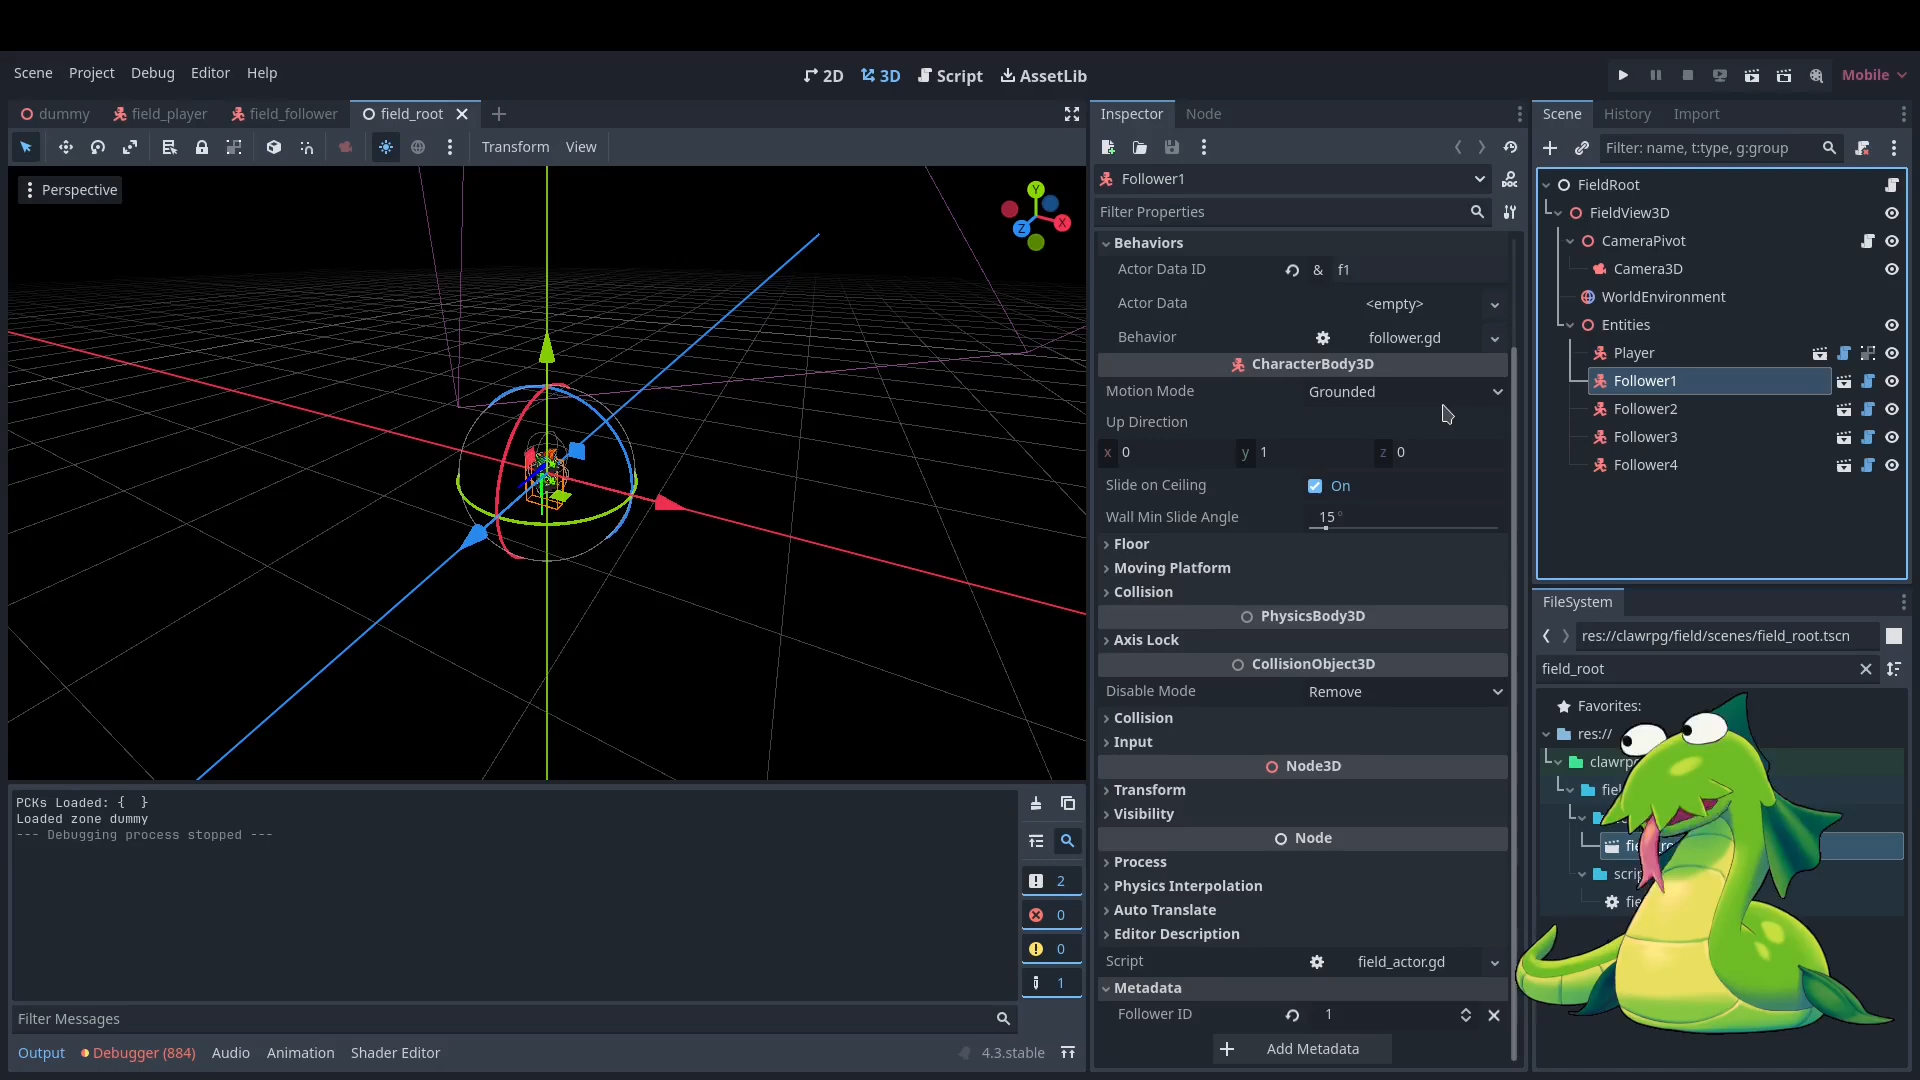 Scene Project Debug Editor Help
2D 3D Script AssetLib
Mobile
dummy field_player field_follower field_root
Transform View
Perspective
Y
X
Z
PCKs Loaded: {  }
Loaded zone dummy
--- Debugging process stopped ---
2
0
0
1
Filter Messages
Output Debugger (884) Audio Animation Shader Editor 4.3.stable
Inspector Node
Follower1
Filter Properties
Behaviors
Actor Data ID & f1
Actor Data <empty>
Behavior follower.gd
CharacterBody3D
Motion Mode Grounded
Up Direction
x 0 y 1 z 0
Slide on Ceiling On
Wall Min Slide Angle 15 °
Floor
Moving Platform
Collision
PhysicsBody3D
Axis Lock
CollisionObject3D
Disable Mode Remove
Collision
Input
Node3D
Transform
Visibility
Node
Process
Physics Interpolation
Auto Translate
Editor Description
Script field_actor.gd
Metadata
Follower ID 1
Add Metadata
Scene History Import
Filter: name, t:type, g:group
FieldRoot
FieldView3D
CameraPivot
Camera3D
WorldEnvironment
Entities
Player
Follower1
Follower2
Follower3
Follower4
FileSystem
res://clawrpg/field/scenes/field_root.tscn
field_root
Favorites:
res://